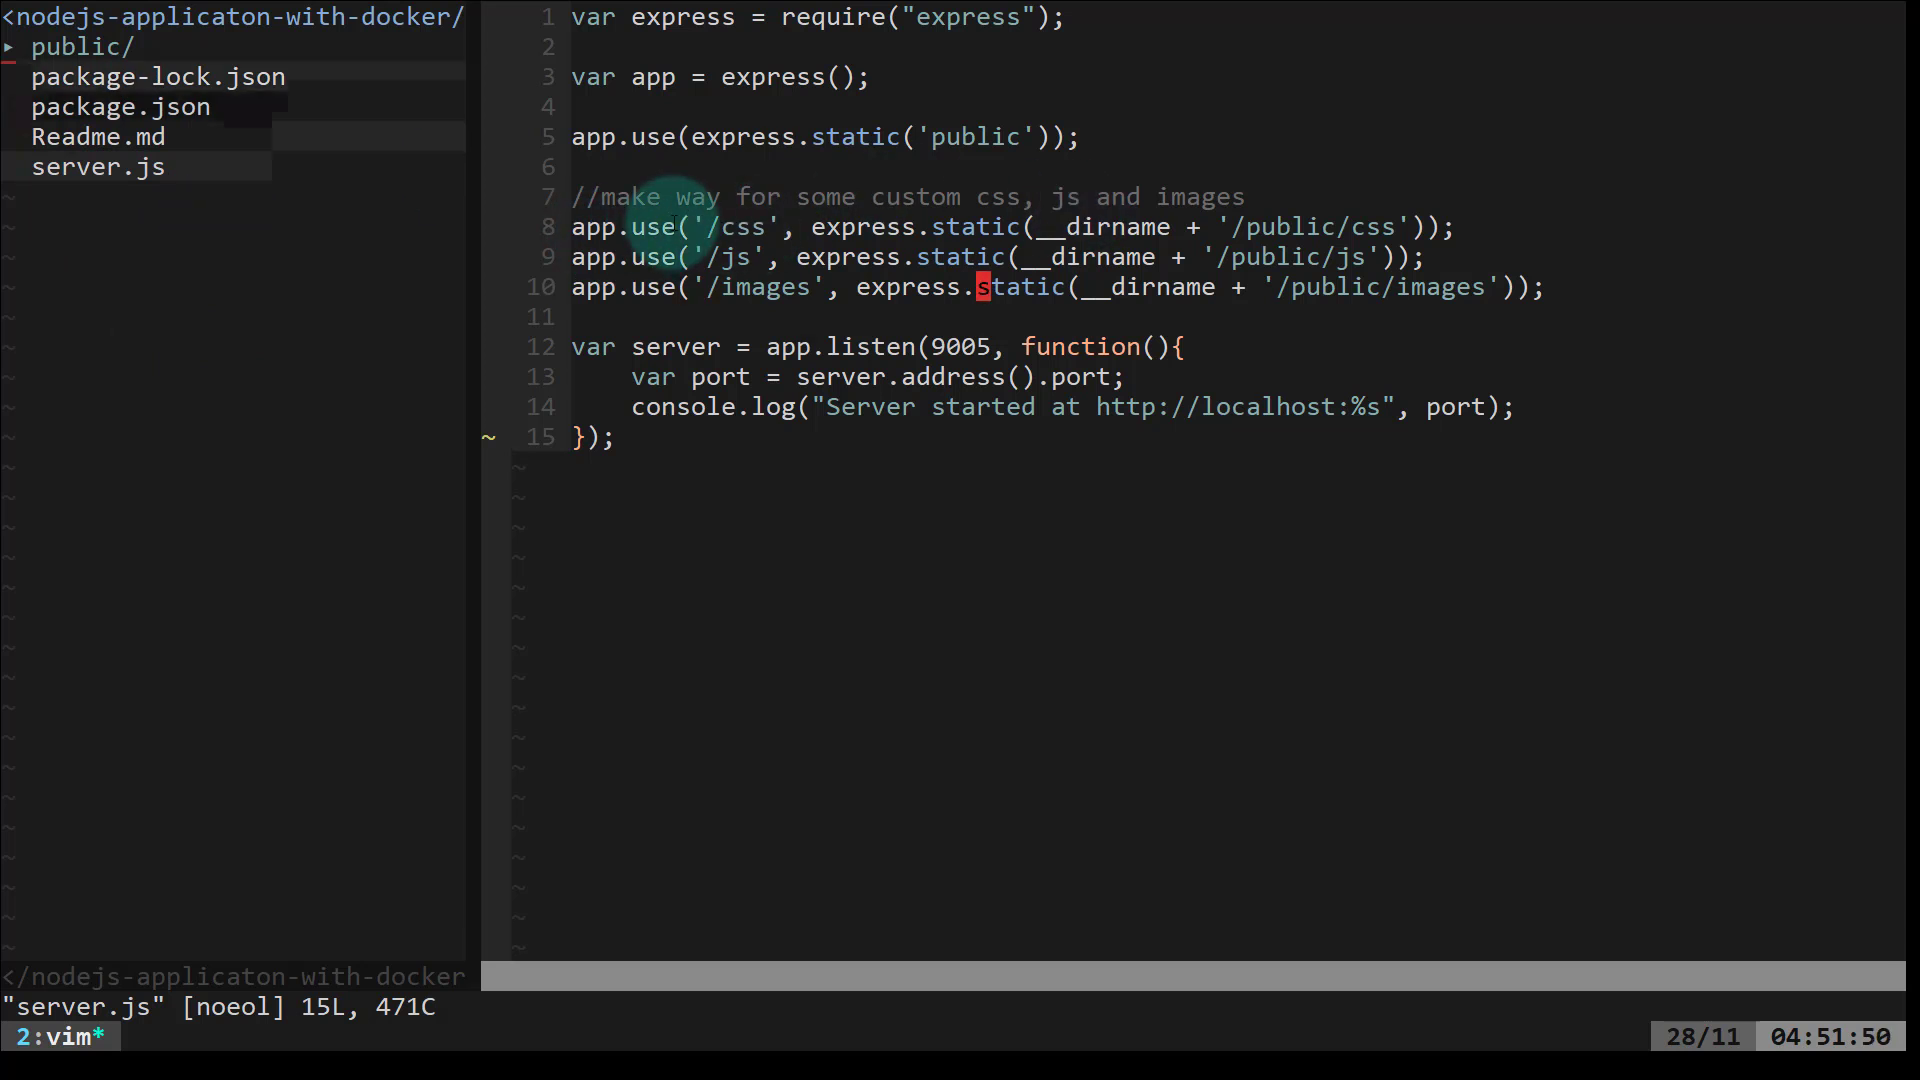 <nodejs-applicaton-with-docker/
▸ public/
package-lock.json
package.json
Readme.md
server.js
1 var express = require("express");
2
3 var app = express();
4
5 app.use(express.static('public'));
6
7 //make way for some custom css, js and images
8 app.use('/css', express.static(__dirname + '/public/css'));
9 app.use('/js', express.static(__dirname + '/public/js'));
10 app.use('/images', express.static(__dirname + '/public/images'));
11
12 var server = app.listen(9005, function(){
13     var port = server.address().port;
14     console.log("Server started at http://localhost:%s", port);
~ 15 });
</nodejs-applicaton-with-docker
"server.js" [noeol] 15L, 471C
2:vim* 28/11 04:51:50